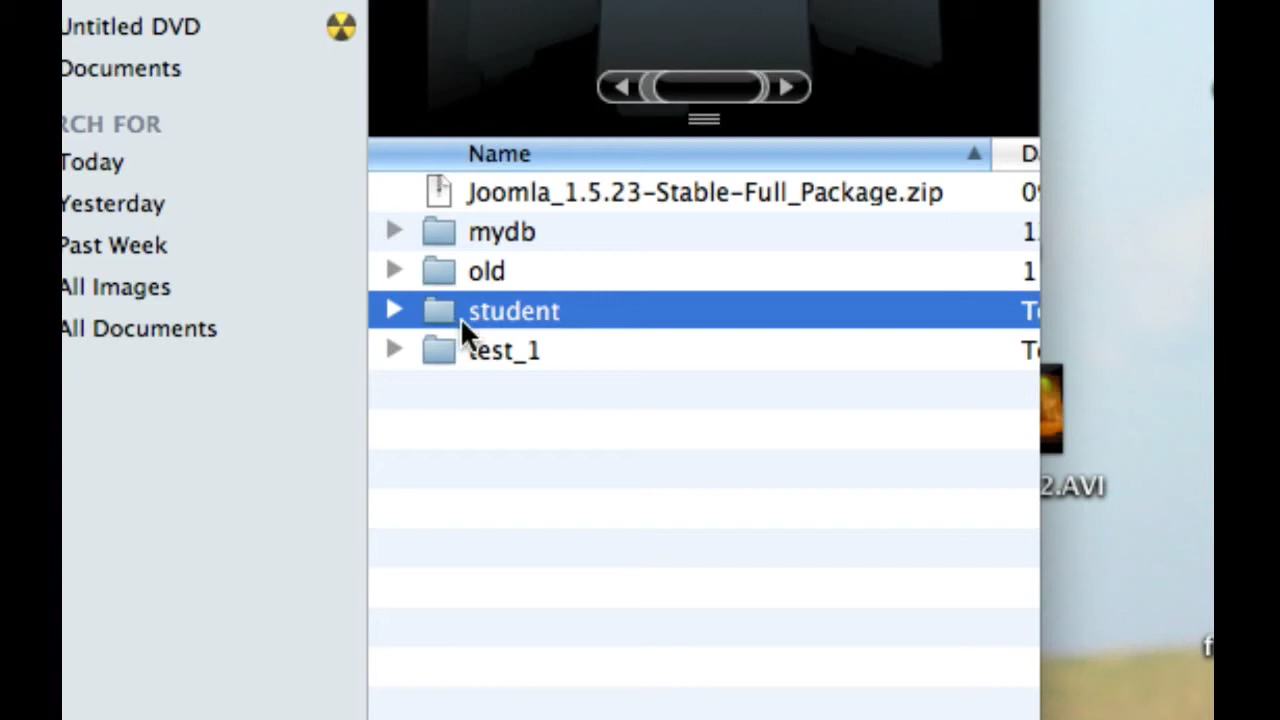 Untitled DVD
Documents
RCH FOR
Today
Yesterday
Past Week
All Images
All Documents
Name
Joomla_1.5.23-Stable-Full_Package.zip
mydb
old
student
test_1
2.AVI